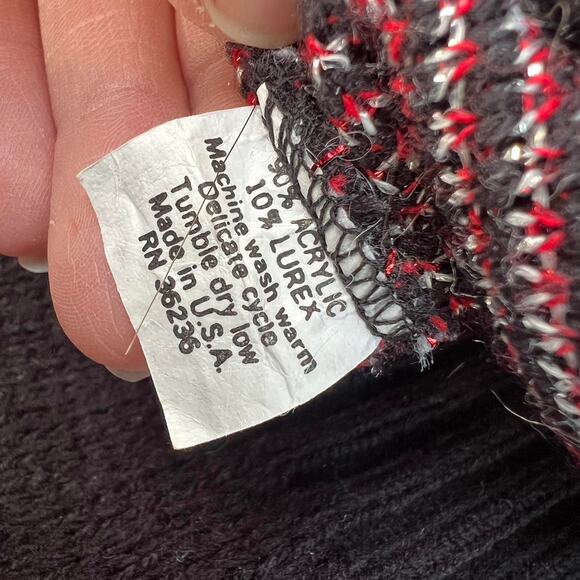 90% ACRYLIC
10% LUREX
Machine wash warm
Delicate cycle
Tumble dry low
Made in U.S.A.
RN 36236